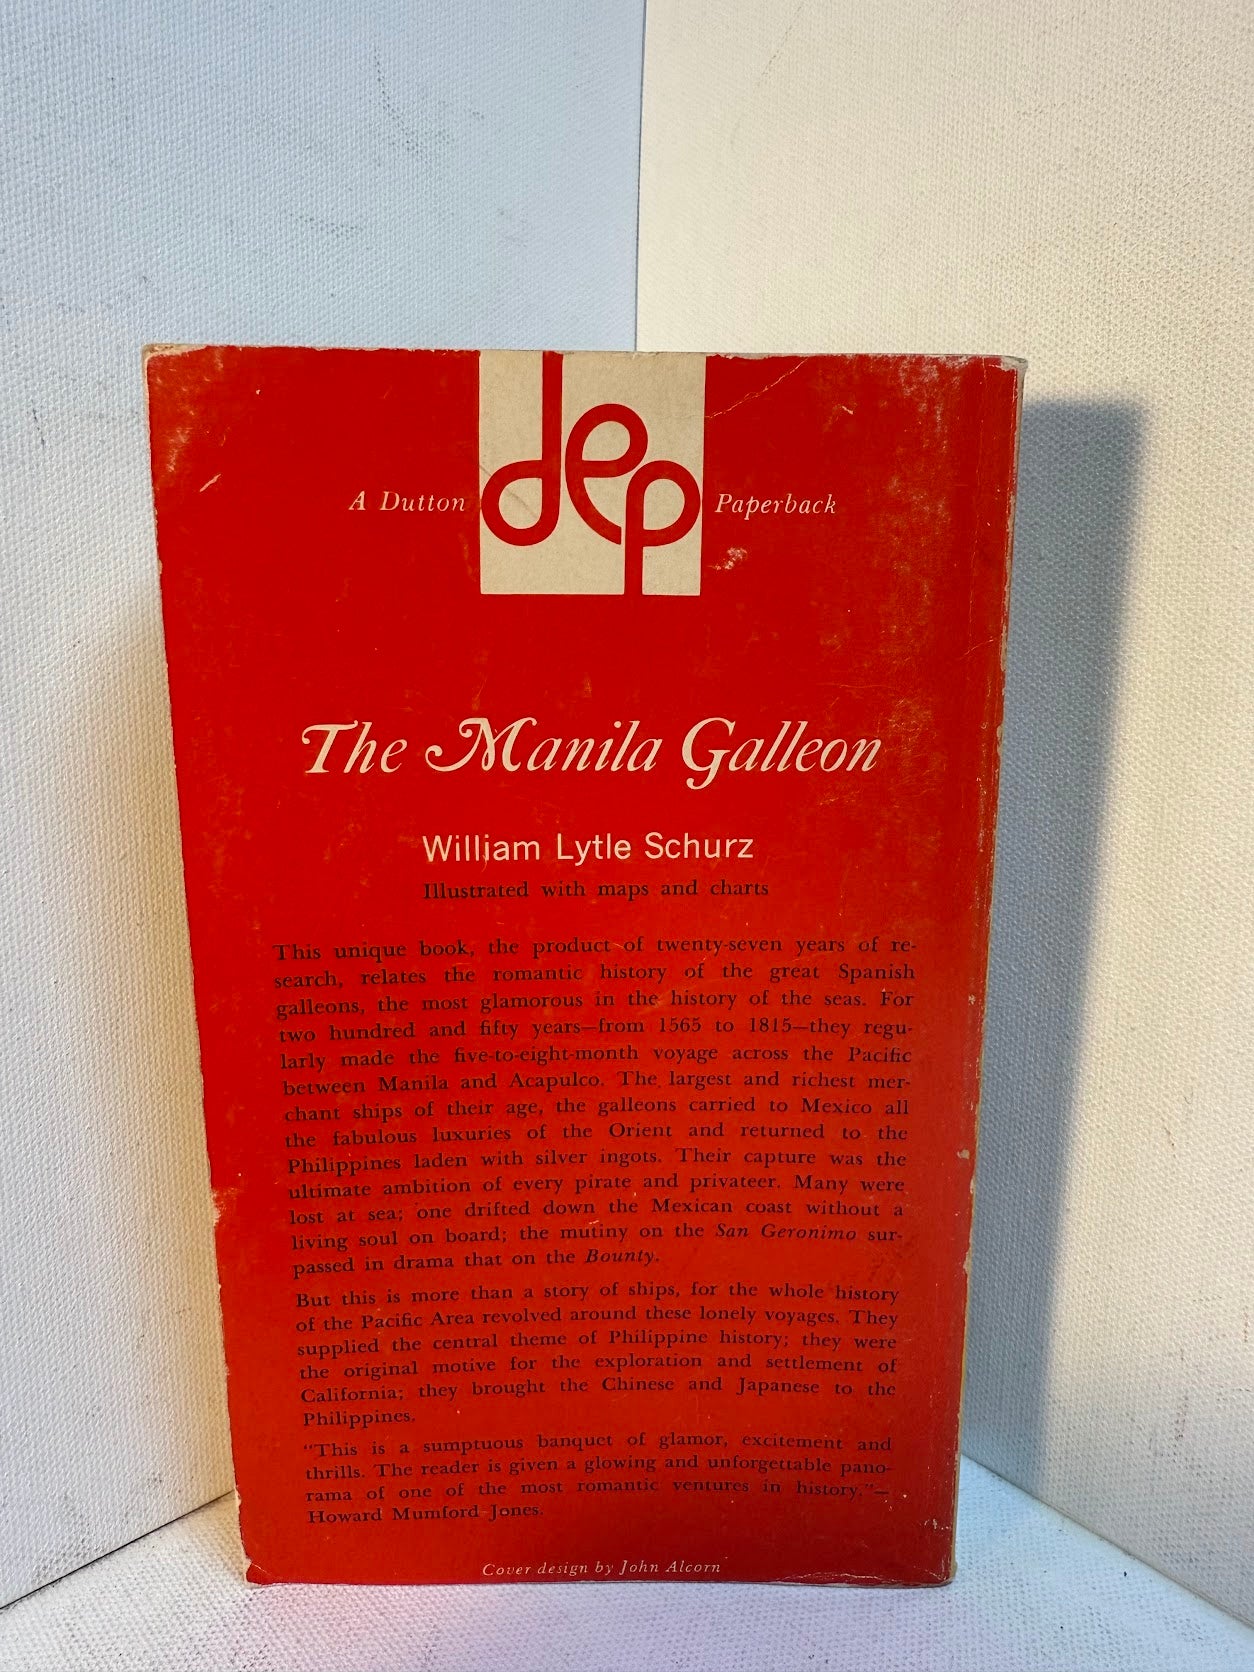 A Dutton dep Paperback
The Manila Galleon
William Lytle Schurz
Illustrated with maps and charts
This unique book, the product of twenty-seven years of re-
search, relates the romantic history of the great Spanish
galleons, the most glamorous in the history of the seas. For
two hundred and fifty years—from 1565 to 1815—they regu-
larly made the five-to-eight-month voyage across the Pacific
between Manila and Acapulco. The largest and richest mer-
chant ships of their age, the galleons carried to Mexico all
the fabulous luxuries of the Orient and returned to the
Philippines laden with silver ingots. Their capture was the
ultimate ambition of every pirate and privateer. Many were
lost at sea; one drifted down the Mexican coast without a
living soul on board; the mutiny on the San Geronimo sur-
passed in drama that on the Bounty.
But this is more than a story of ships, for the whole history
of the Pacific Area revolved around these lonely voyages. They
supplied the central theme of Philippine history; they were
the original motive for the exploration and settlement of
California; they brought the Chinese and Japanese to the
Philippines.
"This is a sumptuous banquet of glamor, excitement and
thrills. The reader is given a glowing and unforgettable pano-
rama of one of the most romantic ventures in history."—
Howard Mumford Jones.
Cover design by John Alcorn